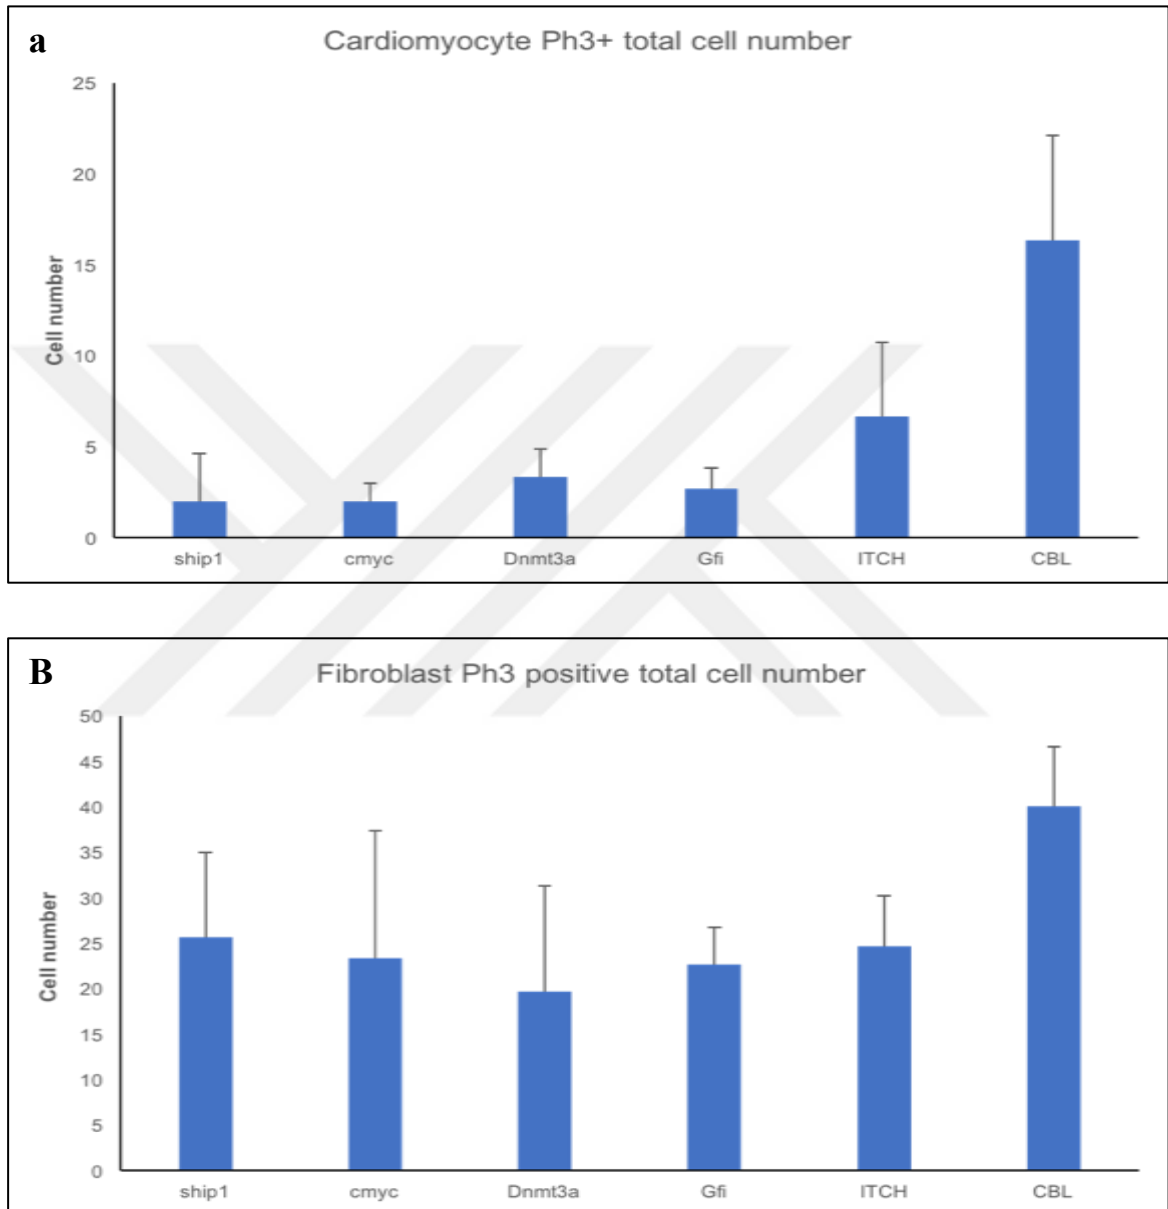 a
Cardiomyocyte Ph3+ total cell number
25
20
15
10
5
0
Cell number
ship1 cmyc Dnmt3a Gfi ITCH CBL
B
Fibroblast Ph3 positive total cell number
50
45
40
35
30
25
20
15
10
5
0
Cell number
ship1 cmyc Dnmt3a Gfi ITCH CBL